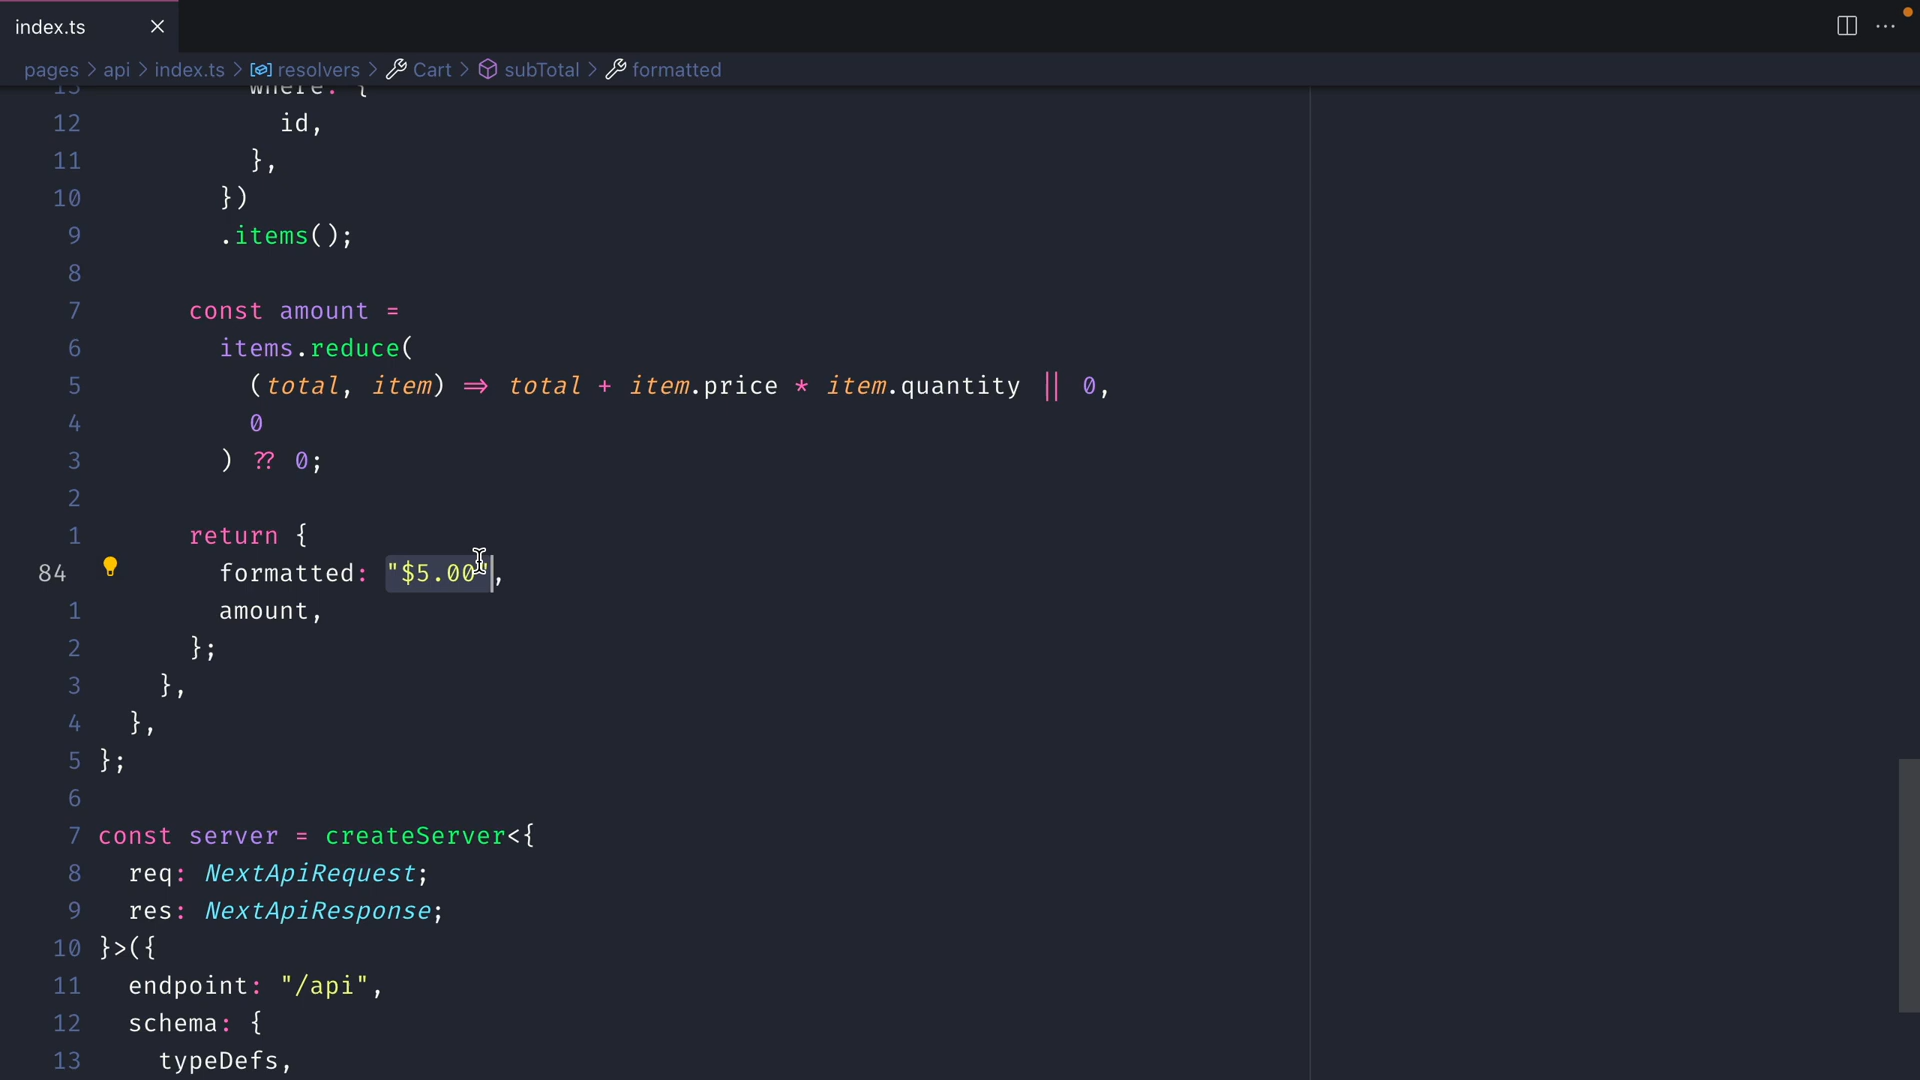 index.ts
pages > api > index.ts > resolvers > Cart > subTotal > formatted
13 where: {
12 id,
11 },
10 })
9 .items();
8
7 const amount =
6 items.reduce(
5 (total, item) => total + item.price * item.quantity || 0,
4 0
3 ) ?? 0;
2
1 return {
84 formatted: "$5.00",
1 amount,
2 };
3 },
4 },
5 };
6
7 const server = createServer<{
8 req: NextApiRequest;
9 res: NextApiResponse;
10 }>({
11 endpoint: "/api",
12 schema: {
13 typeDefs,